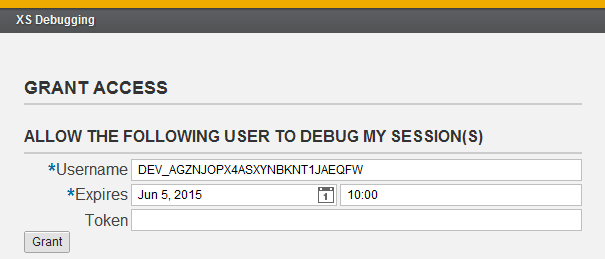 XS Debugging
GRANT ACCESS
ALLOW THE FOLLOWING USER TO DEBUG MY SESSION(S)
*Username DEV_AGZNJOPX4ASXYNBKNT1JAEQFW
*Expires Jun 5, 2015 1 10:00
Token
Grant